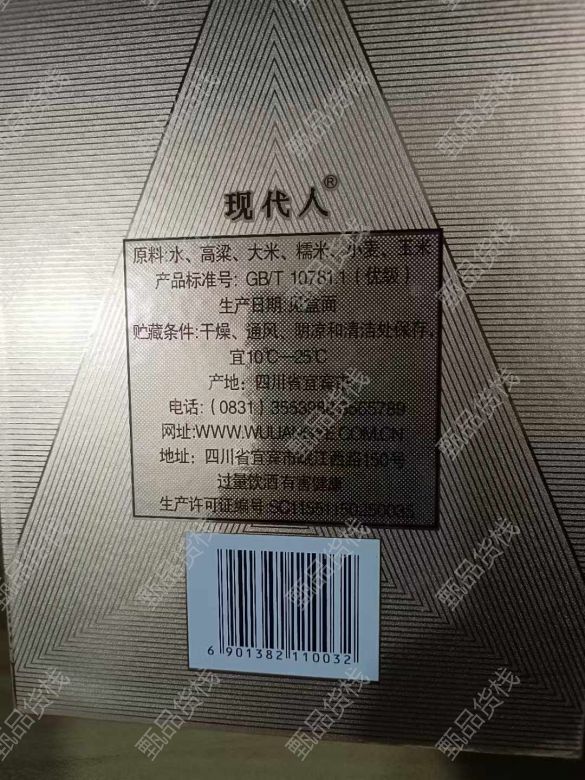 现代人®
原料:水、高粱、大米、糯米、小麦、玉米
产品标准号: GB/T 10781.1(优级)
生产日期:见盒面
贮藏条件:干燥、通风、阴凉和清洁处保存,
宜10℃—25℃
产地: 四川省宜宾市
电话:(0831)
网址:WWW.WULIANGYE.COM.CN
地址: 四川省宜宾市岷江西路150号
过量饮酒有害健康
生产许可证编号
6 901382 110032
甄品货栈